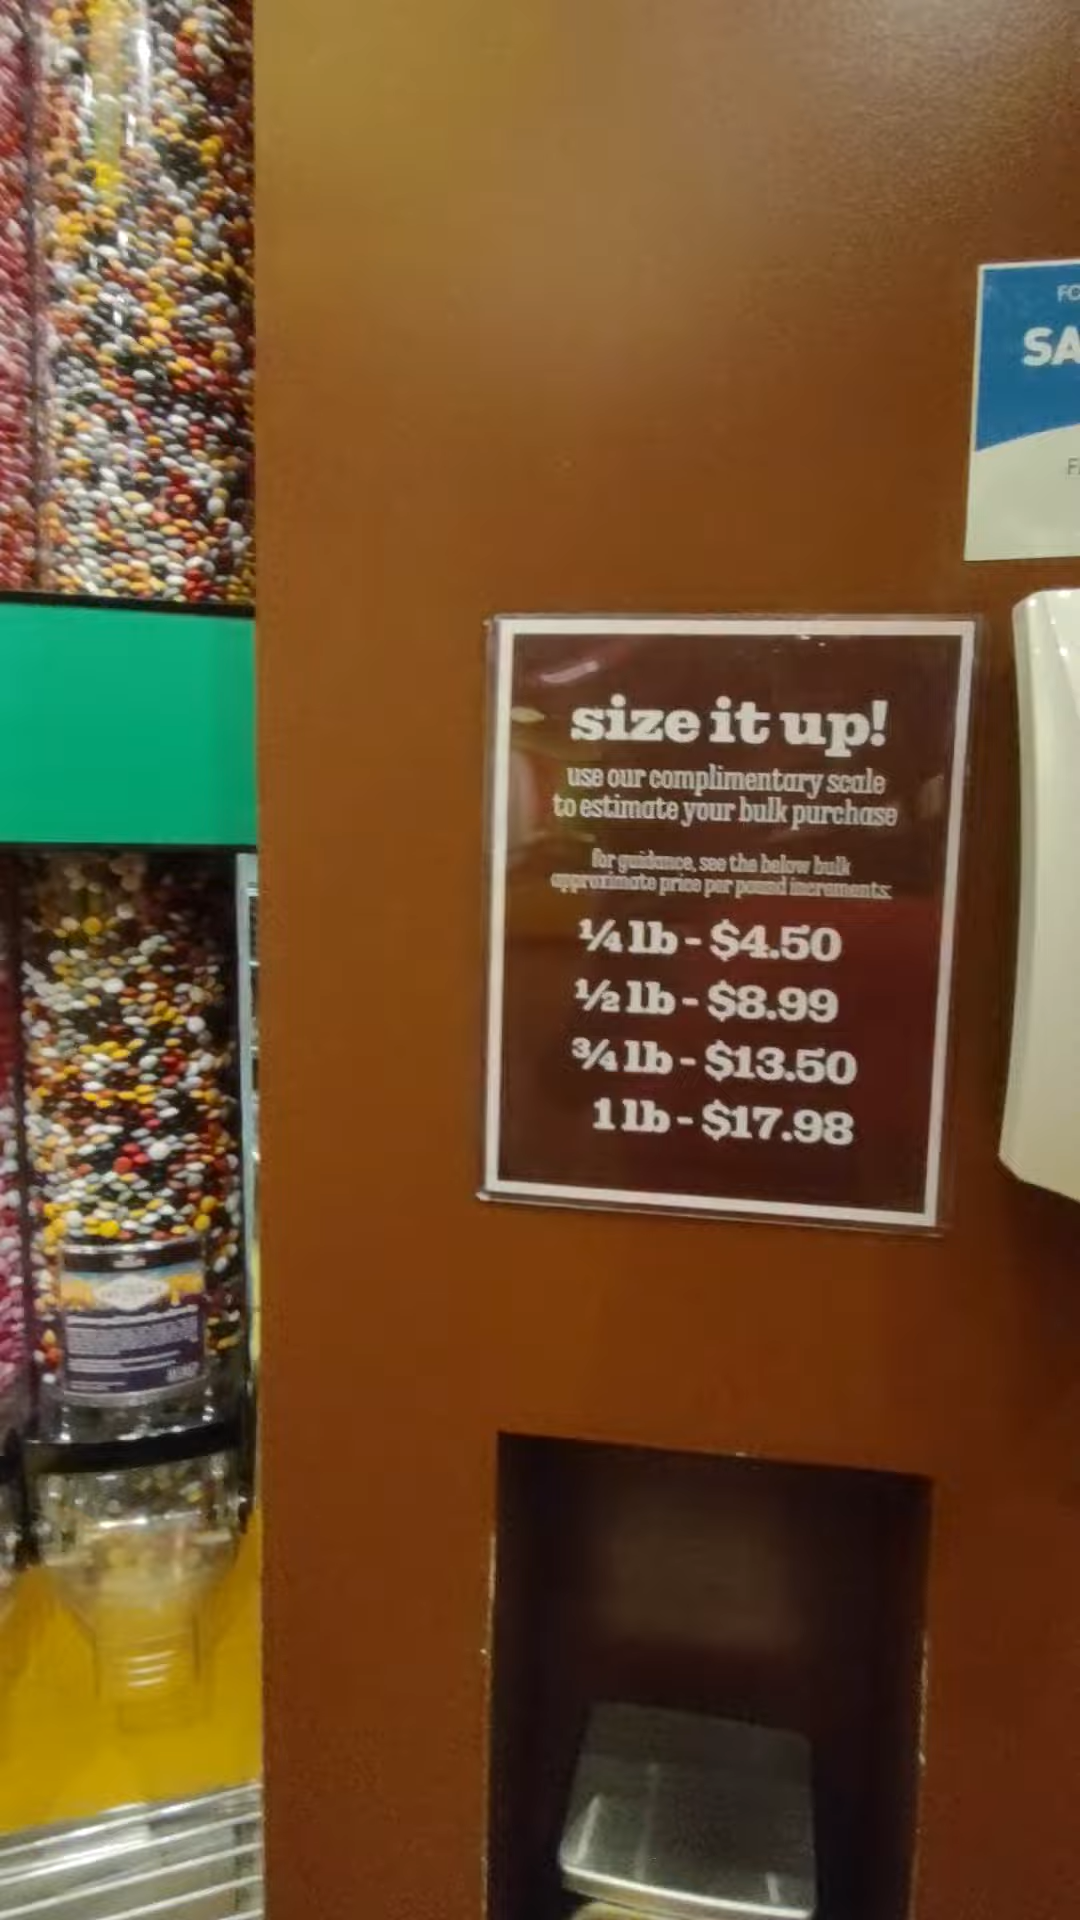 FO
SA
size it up!
use our complimentary scale
to estimate your bulk purchase
for guidance, see the below bulk
approximate price per pound increments:
¼ lb - $4.50
½ lb - $8.99
¾ lb - $13.50
1 lb - $17.98